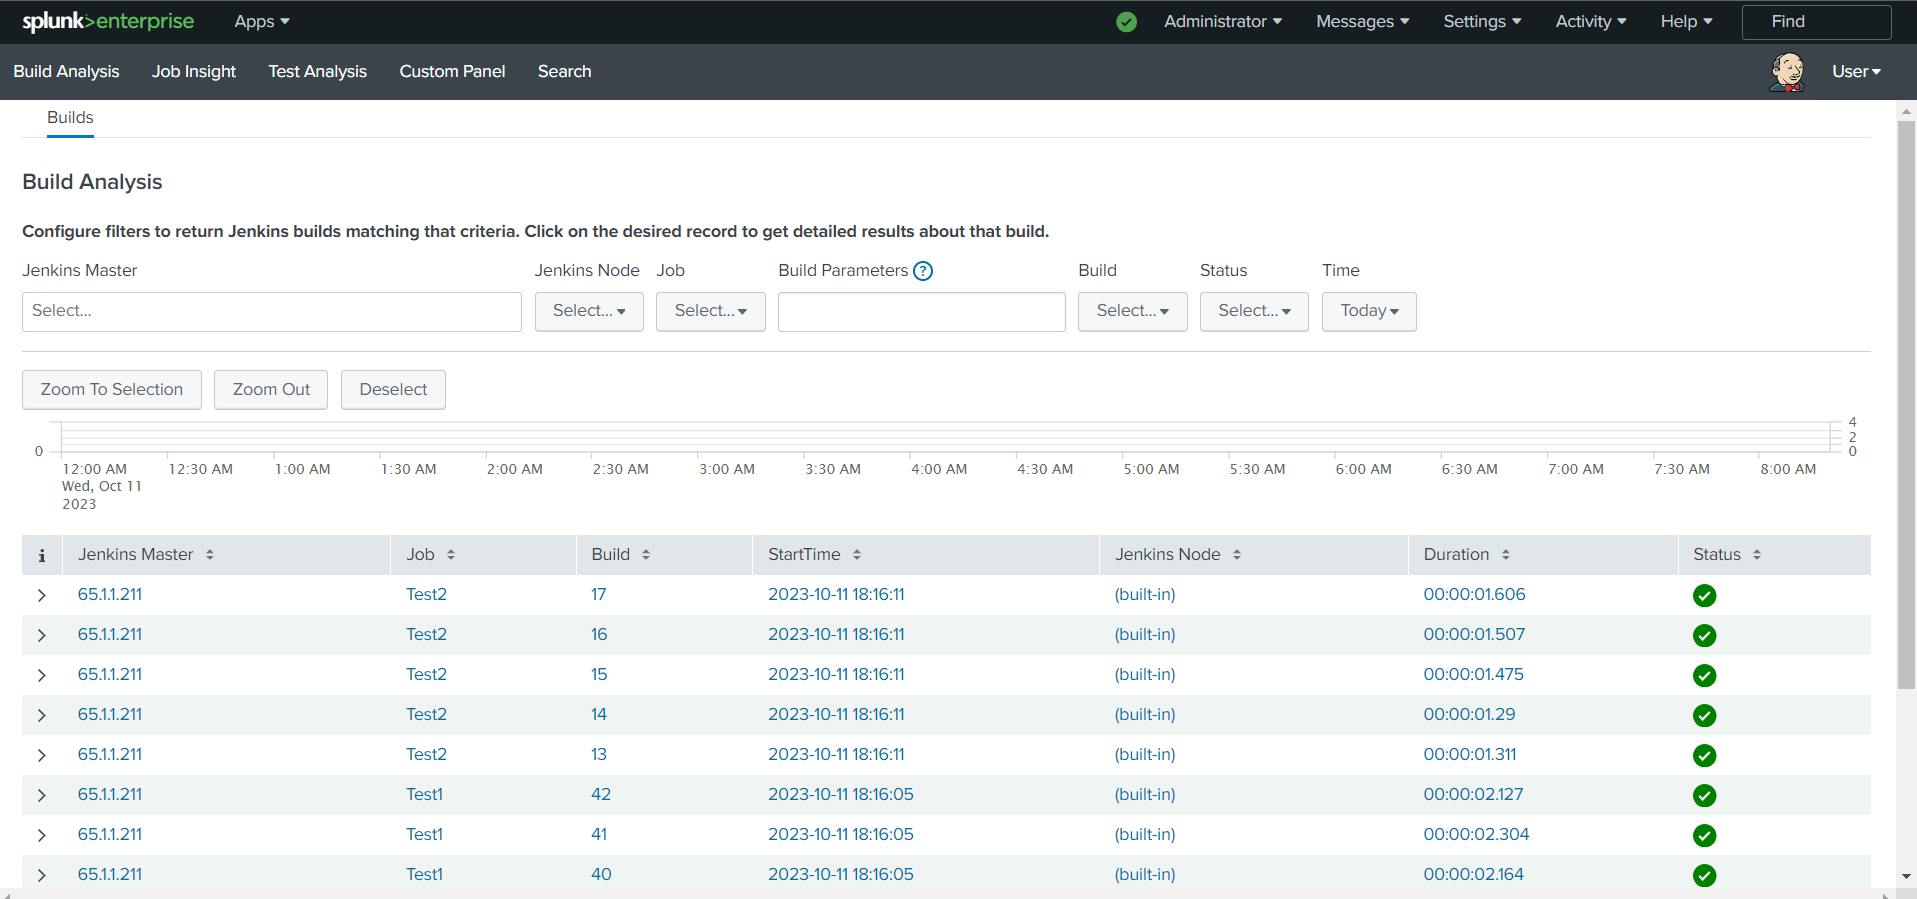 splunk>enterprise Apps Administrator Messages Settings Activity Help Find
Build Analysis Job Insight Test Analysis Custom Panel Search User
Builds
Build Analysis
Configure filters to return Jenkins builds matching that criteria. Click on the desired record to get detailed results about that build.
Jenkins Master Jenkins Node Job Build Parameters ? Build Status Time
Select... Select... Select... Select... Select... Today
Zoom To Selection Zoom Out Deselect
4
2
0 0
12:00 AM 12:30 AM 1:00 AM 1:30 AM 2:00 AM 2:30 AM 3:00 AM 3:30 AM 4:00 AM 4:30 AM 5:00 AM 5:30 AM 6:00 AM 6:30 AM 7:00 AM 7:30 AM 8:00 AM
Wed, Oct 11
2023
i Jenkins Master Job Build StartTime Jenkins Node Duration Status
65.1.1.211 Test2 17 2023-10-11 18:16:11 (built-in) 00:00:01.606
65.1.1.211 Test2 16 2023-10-11 18:16:11 (built-in) 00:00:01.507
65.1.1.211 Test2 15 2023-10-11 18:16:11 (built-in) 00:00:01.475
65.1.1.211 Test2 14 2023-10-11 18:16:11 (built-in) 00:00:01.29
65.1.1.211 Test2 13 2023-10-11 18:16:11 (built-in) 00:00:01.311
65.1.1.211 Test1 42 2023-10-11 18:16:05 (built-in) 00:00:02.127
65.1.1.211 Test1 41 2023-10-11 18:16:05 (built-in) 00:00:02.304
65.1.1.211 Test1 40 2023-10-11 18:16:05 (built-in) 00:00:02.164